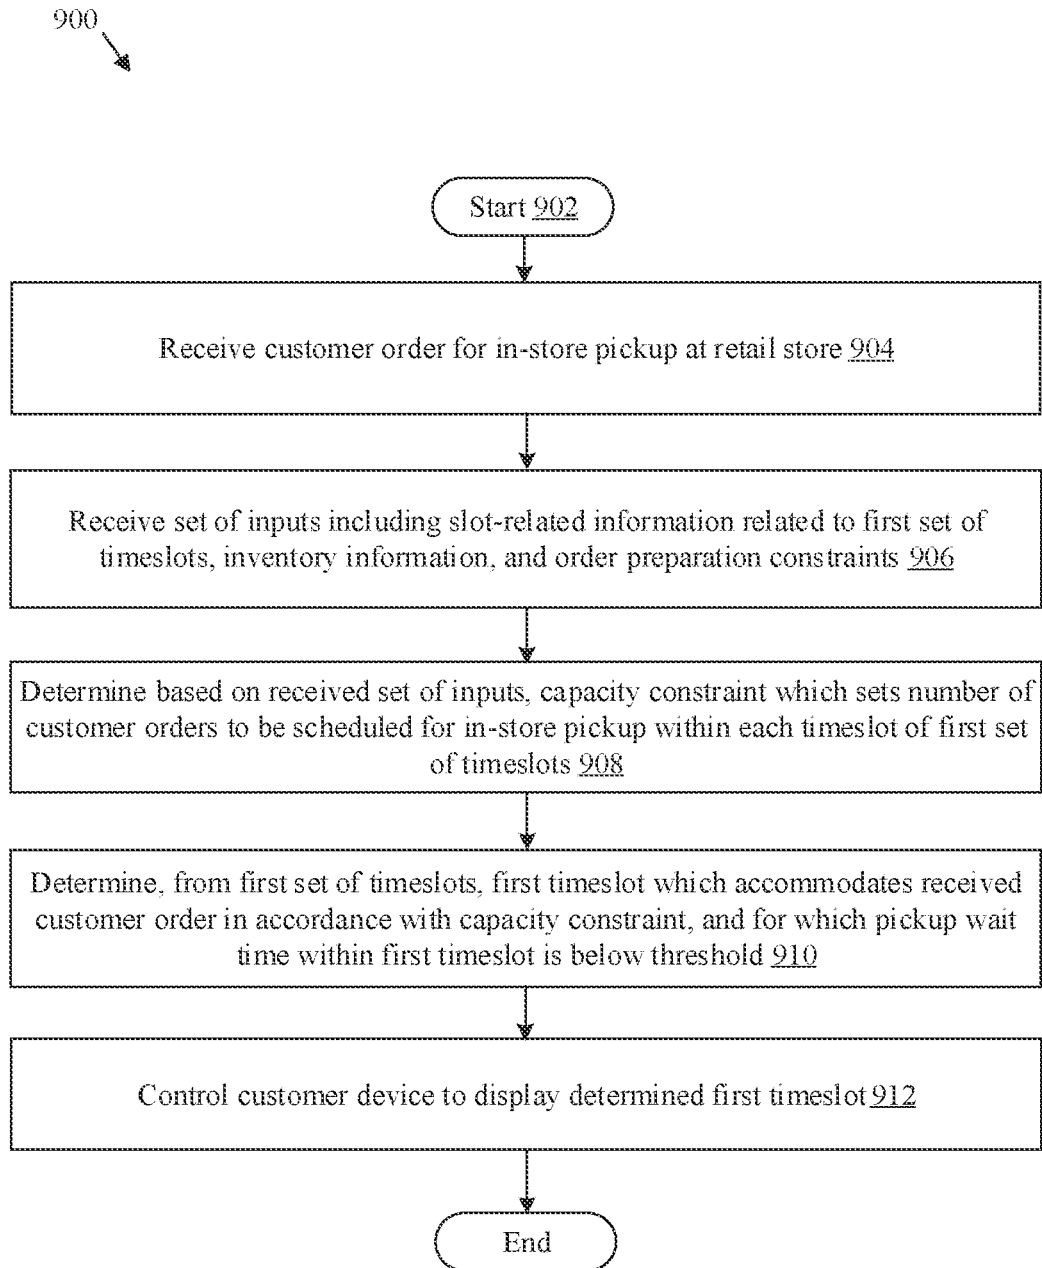 900
Start 902
Receive customer order for in-store pickup at retail store 904
Receive set of inputs including slot-related information related to first set of
timeslots, inventory information, and order preparation constraints 906
Determine based on received set of inputs, capacity constraint which sets number of
customer orders to be scheduled for in-store pickup within each timeslot of first set
of timeslots 908
Determine, from first set of timeslots, first timeslot which accommodates received
customer order in accordance with capacity constraint, and for which pickup wait
time within first timeslot is below threshold 910
Control customer device to display determined first timeslot 912
End